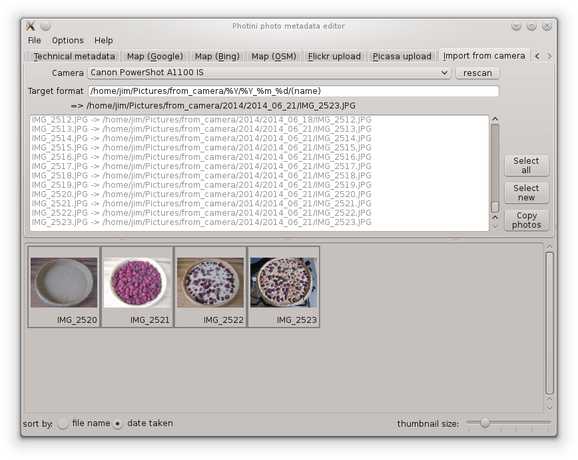 Photini photo metadata editor
File Options Help
Technical metadata Map (Google) Map (Bing) Map (OSM) Flickr upload Picasa upload Import from camera
Camera Canon PowerShot A1100 IS rescan
Target format /home/jim/Pictures/from_camera/%Y/%Y_%m_%d/(name)
=> /home/jim/Pictures/from_camera/2014/2014_06_21/IMG_2523.JPG
IMG_2512.JPG -> /home/jim/Pictures/from_camera/2014/2014_06_18/IMG_2512.JPG
IMG_2513.JPG -> /home/jim/Pictures/from_camera/2014/2014_06_21/IMG_2513.JPG
IMG_2514.JPG -> /home/jim/Pictures/from_camera/2014/2014_06_21/IMG_2514.JPG
IMG_2515.JPG -> /home/jim/Pictures/from_camera/2014/2014_06_21/IMG_2515.JPG
IMG_2516.JPG -> /home/jim/Pictures/from_camera/2014/2014_06_21/IMG_2516.JPG
IMG_2517.JPG -> /home/jim/Pictures/from_camera/2014/2014_06_21/IMG_2517.JPG
IMG_2518.JPG -> /home/jim/Pictures/from_camera/2014/2014_06_21/IMG_2518.JPG
IMG_2519.JPG -> /home/jim/Pictures/from_camera/2014/2014_06_21/IMG_2519.JPG
IMG_2520.JPG -> /home/jim/Pictures/from_camera/2014/2014_06_21/IMG_2520.JPG
IMG_2521.JPG -> /home/jim/Pictures/from_camera/2014/2014_06_21/IMG_2521.JPG
IMG_2522.JPG -> /home/jim/Pictures/from_camera/2014/2014_06_21/IMG_2522.JPG
IMG_2523.JPG -> /home/jim/Pictures/from_camera/2014/2014_06_21/IMG_2523.JPG
Select
all
Select
new
Copy
photos
IMG_2520 IMG_2521 IMG_2522 IMG_2523
sort by: file name date taken thumbnail size: